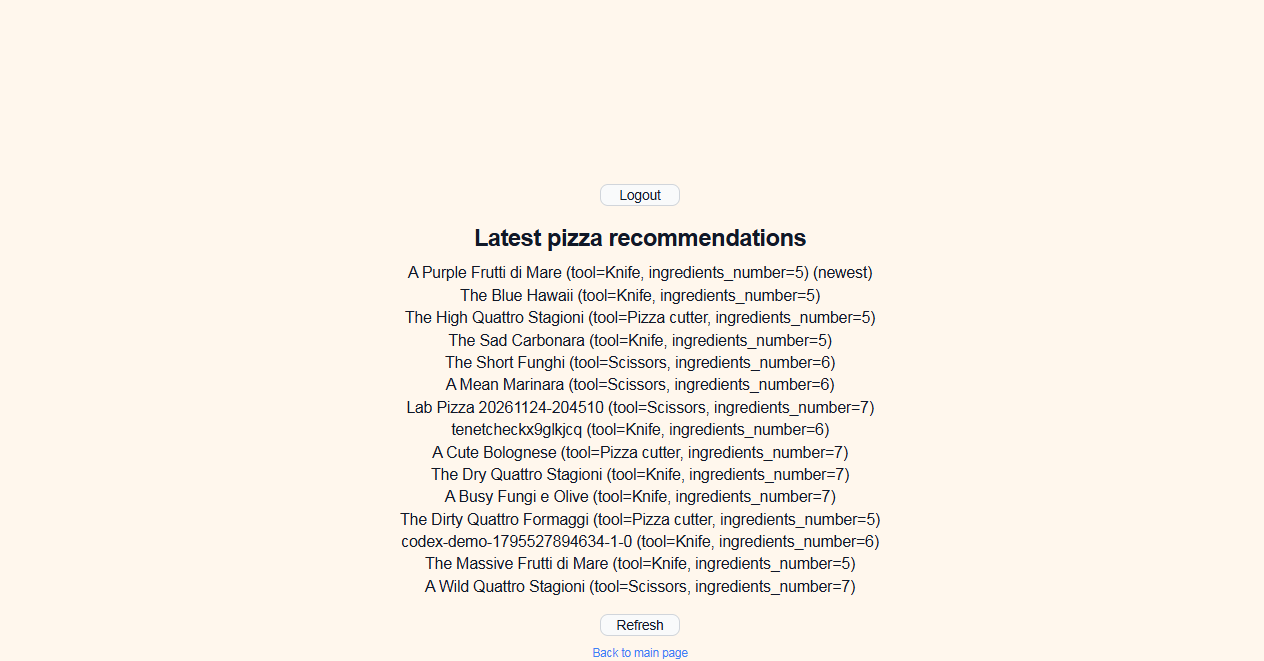 Logout
Latest pizza recommendations
A Purple Frutti di Mare (tool=Knife, ingredients_number=5) (newest)
The Blue Hawaii (tool=Knife, ingredients_number=5)
The High Quattro Stagioni (tool=Pizza cutter, ingredients_number=5)
The Sad Carbonara (tool=Knife, ingredients_number=5)
The Short Funghi (tool=Scissors, ingredients_number=6)
A Mean Marinara (tool=Scissors, ingredients_number=6)
Lab Pizza 20261124-204510 (tool=Scissors, ingredients_number=7)
tenetcheckx9glkjcq (tool=Knife, ingredients_number=6)
A Cute Bolognese (tool=Pizza cutter, ingredients_number=7)
The Dry Quattro Stagioni (tool=Knife, ingredients_number=7)
A Busy Fungi e Olive (tool=Knife, ingredients_number=7)
The Dirty Quattro Formaggi (tool=Pizza cutter, ingredients_number=5)
codex-demo-1795527894634-1-0 (tool=Knife, ingredients_number=6)
The Massive Frutti di Mare (tool=Knife, ingredients_number=5)
A Wild Quattro Stagioni (tool=Scissors, ingredients_number=7)
Refresh
Back to main page